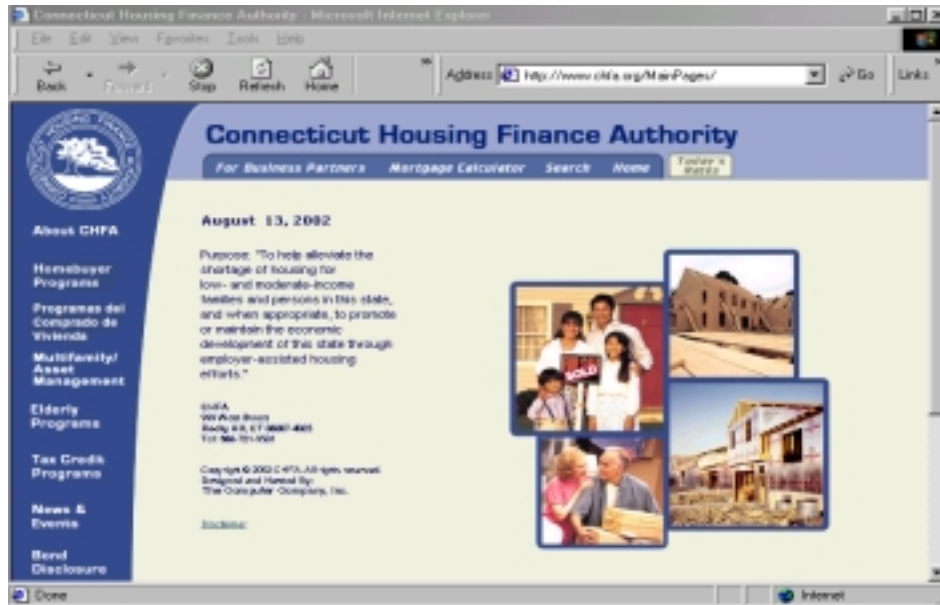 Connecticut Housing Finance Authority - Microsoft Internet Explorer
File Edit View Favorites Tools Help
Back Forward Stop Refresh Home Address http://www.chfa.org/MainPages/ Go Links
Connecticut Housing Finance Authority
For Business Partners Mortgage Calculator Search Home Today's Rates
About CHFA
Homebuyer
Programs
Programas del
Comprado de
Vivienda
Multifamily/
Asset
Management
Elderly
Programs
Tax Credit
Programs
News &
Events
Bond
Disclosure
August 13, 2002
Purpose: "To help alleviate the
shortage of housing for
low- and moderate-income
families and persons in this state,
and when appropriate, to promote
or maintain the economic
development of this state through
employer-assisted housing
efforts."
CHFA
999 West Street
Rocky Hill, CT
Copyright © 2002 CHFA. All rights reserved.
Designed and Hosted By:
The Computer Company, Inc.
Disclaimer
SOLD
Done Internet